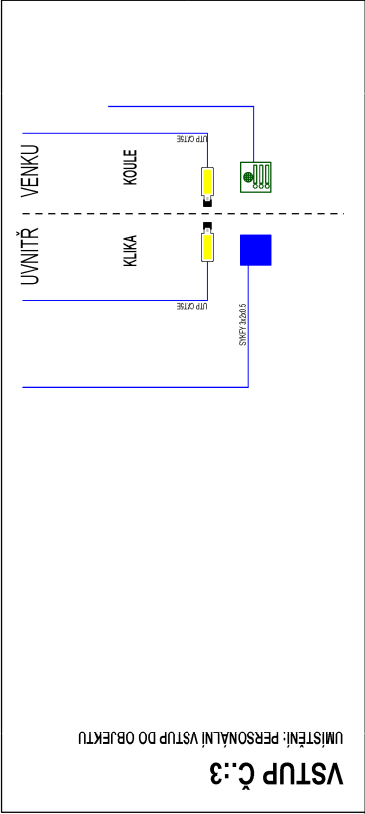 VENKU
KOULE
UTP CAT5E
UVNITŘ
KLIKA
UTP CAT5E
SYKFY 3x2x0.5
UMÍSTĚNÍ: PERSONÁLNÍ VSTUP DO OBJEKTU
VSTUP Č.:3